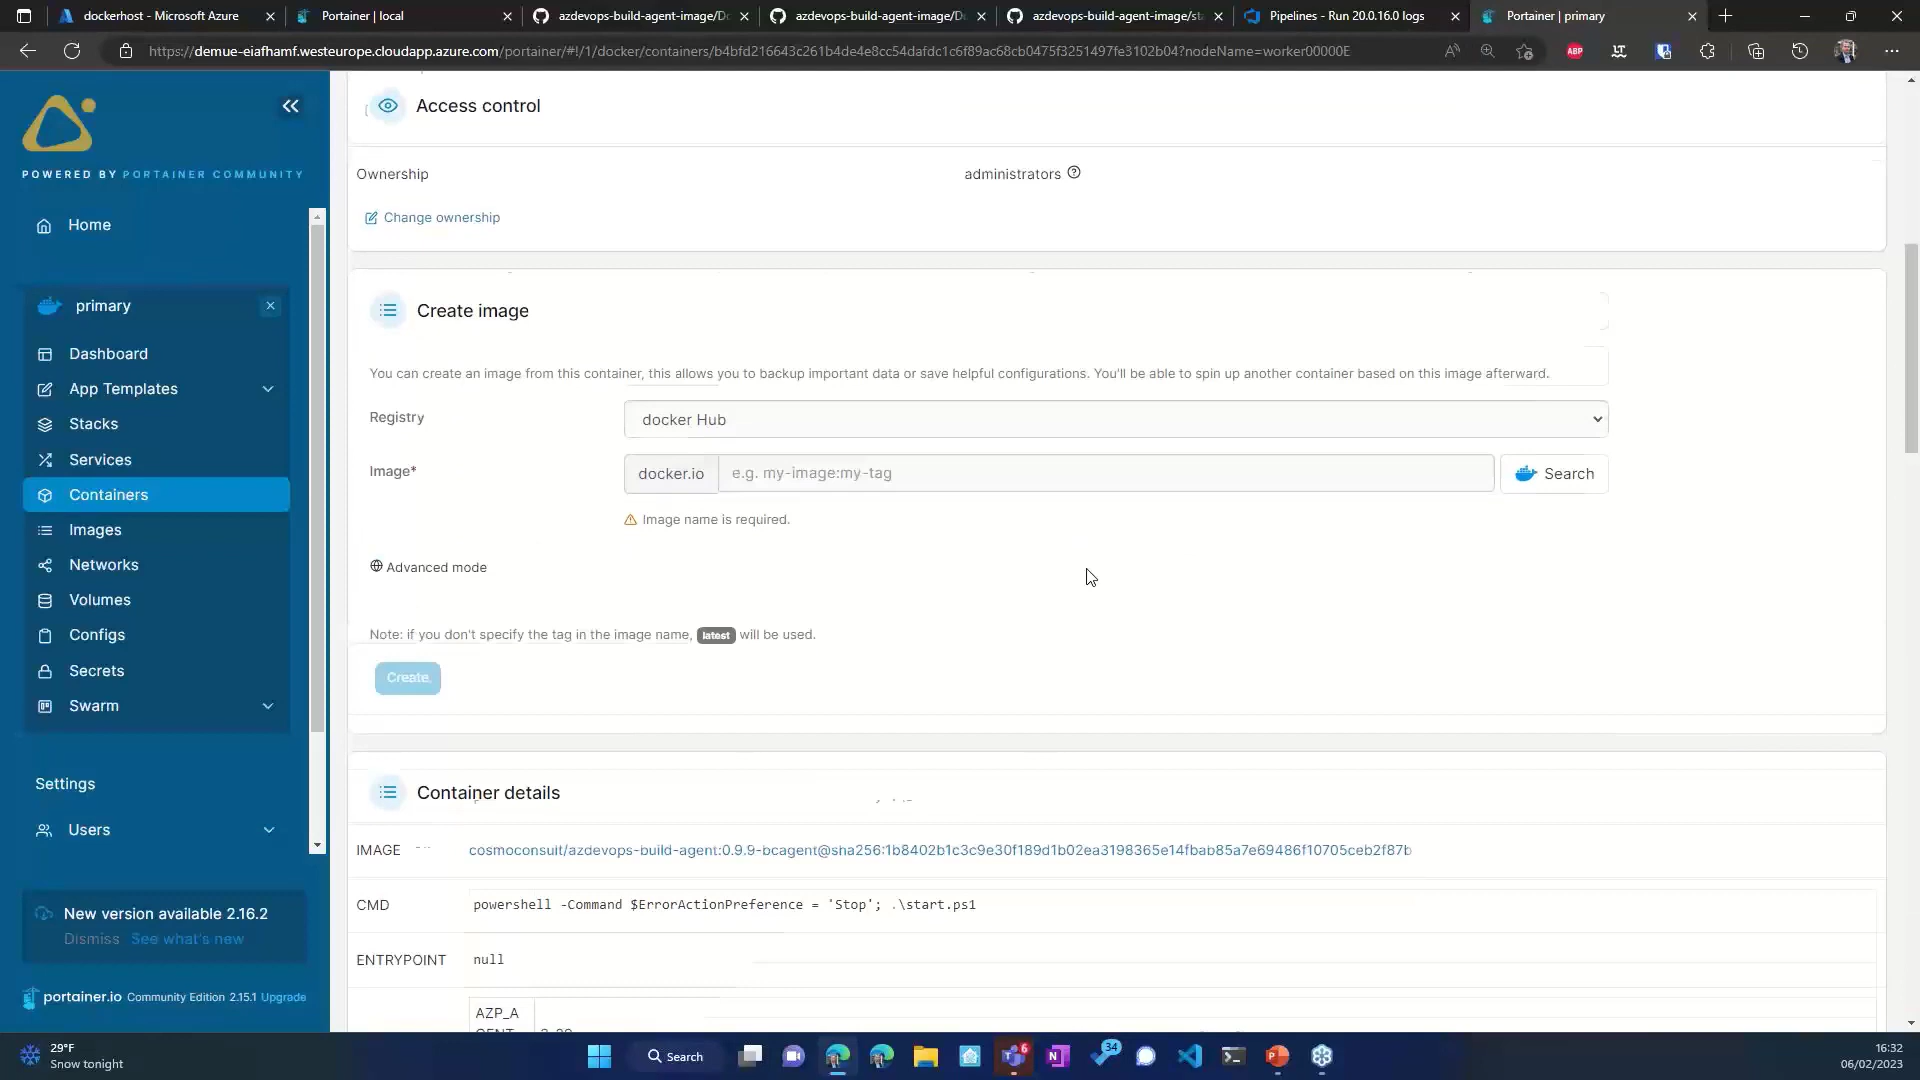 dockerhost - Microsoft Azure
Portainer | local
azdevops-build-agent-image/Do
azdevops-build-agent-image/Do
azdevops-build-agent-image/sta
Pipelines - Run 20.0.16.0 logs
Portainer | primary
https://demue-eiafhamf.westeurope.cloudapp.azure.com/portainer/#!/1/docker/containers/b4bfd216643c261b4de4e8cc54dafdc1c6f89ac68cb0475f3251497fe3102b04?nodeName=worker00000E
ABP
POWERED BY PORTAINER COMMUNITY
Home
primary
Dashboard
App Templates
Stacks
Services
Containers
Images
Networks
Volumes
Configs
Secrets
Swarm
Settings
Users
New version available 2.16.2
Dismiss See what's new
portainer.io Community Edition 2.15.1 Upgrade
Access control
Ownership administrators
Change ownership
Create image
You can create an image from this container, this allows you to backup important data or save helpful configurations. You'll be able to spin up another container based on this image afterward.
Registry docker Hub
Image* docker.io e.g. my-image:my-tag Search
Image name is required.
Advanced mode
Note: if you don't specify the tag in the image name, latest will be used.
Create
Container details
IMAGE cosmoconsult/azdevops-build-agent:0.9.9-bcagent@sha256:1b8402b1c3c9e30f189d1b02ea3198365e14fbab85a7e69486f10705ceb2f87b
CMD powershell -Command $ErrorActionPreference = 'Stop'; .\start.ps1
ENTRYPOINT null
AZP_A
29°F
Snow tonight
Search
6
34
16:32
06/02/2023